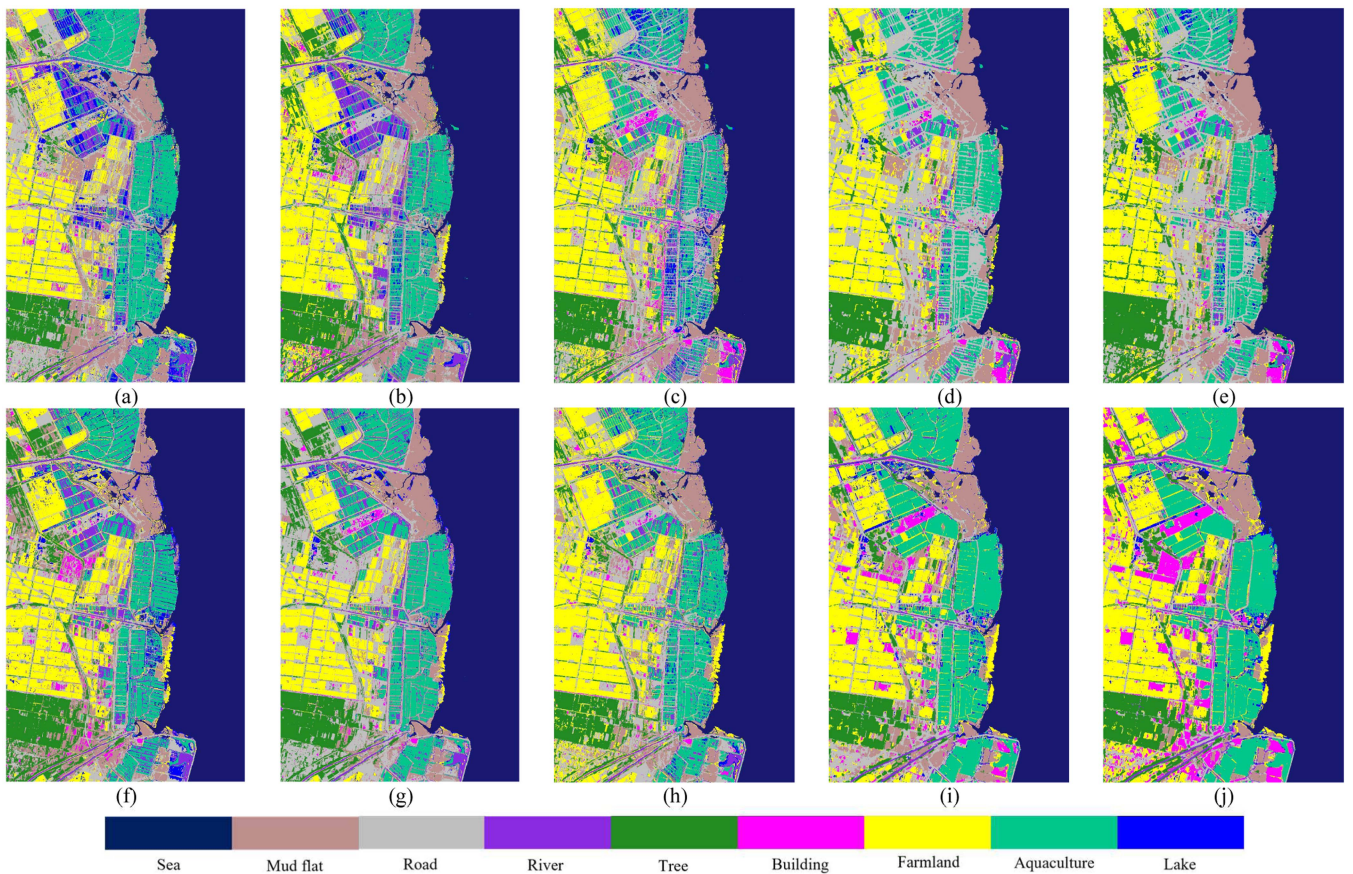 (a) (b) (c) (d) (e)
(f) (g) (h) (i) (j)
Sea Mud flat Road River Tree Building Farmland Aquaculture Lake